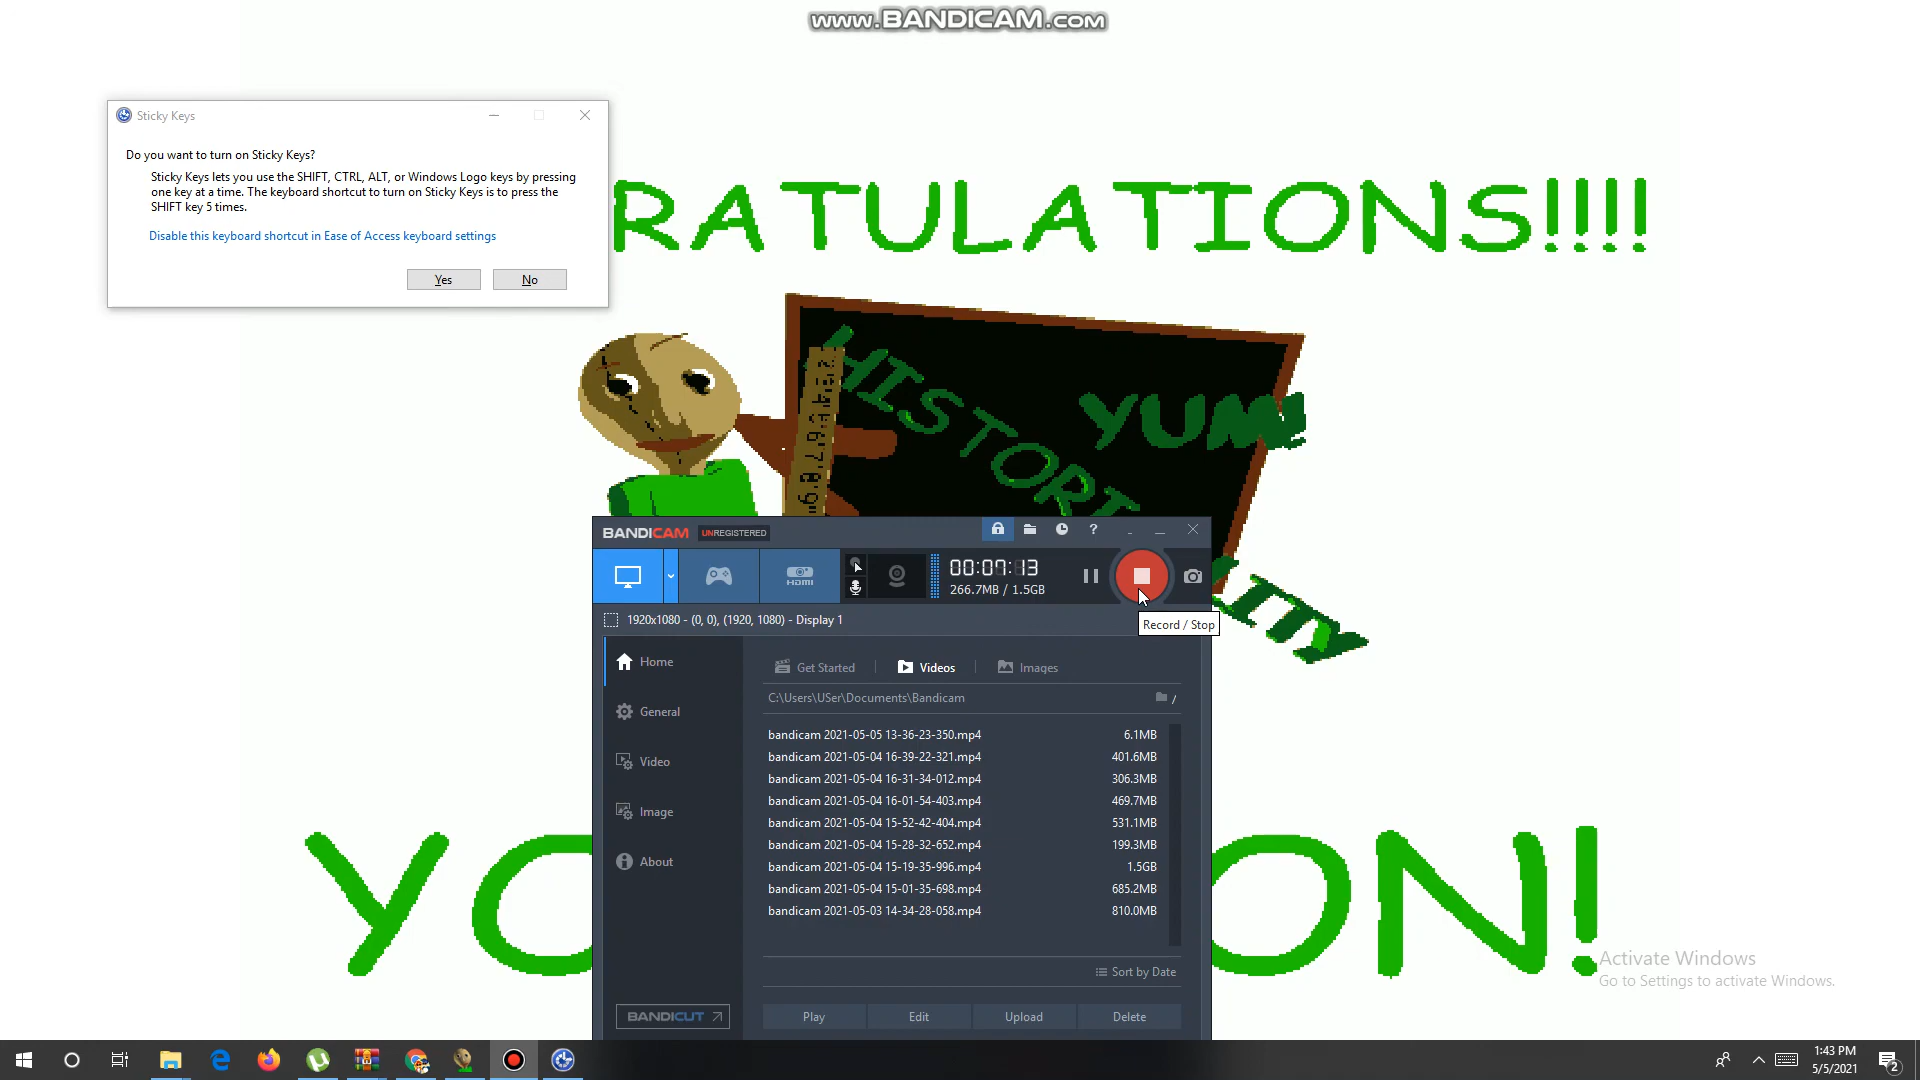 www.BANDICAM.com
Sticky Keys
Do you want to turn on Sticky Keys?
Sticky Keys lets you use the SHIFT, CTRL, ALT, or Windows Logo keys by pressing
one key at a time. The keyboard shortcut to turn on Sticky Keys is to press the
SHIFT key 5 times.
Disable this keyboard shortcut in Ease of Access keyboard settings
Yes
No
RATULATIONS!!!!
HISTOR
YUM!
BANDICAM
UNREGISTERED
?
HDMI
00:07:13
266.7MB / 1.5GB
1920x1080 - (0, 0), (1920, 1080) - Display 1
Record / Stop
Home
General
Video
Image
About
Get Started
Videos
Images
C:\Users\USer\Documents\Bandicam
/
bandicam 2021-05-05 13-36-23-350.mp4 6.1MB
bandicam 2021-05-04 16-39-22-321.mp4 401.6MB
bandicam 2021-05-04 16-31-34-012.mp4 306.3MB
bandicam 2021-05-04 16-01-54-403.mp4 469.7MB
bandicam 2021-05-04 15-52-42-404.mp4 531.1MB
bandicam 2021-05-04 15-28-32-652.mp4 199.3MB
bandicam 2021-05-04 15-19-35-996.mp4 1.5GB
bandicam 2021-05-04 15-01-35-698.mp4 685.2MB
bandicam 2021-05-03 14-34-28-058.mp4 810.0MB
Sort by Date
BANDICUT
Play
Edit
Upload
Delete
YO ON!
Activate Windows
Go to Settings to activate Windows.
1:43 PM
5/5/2021
2